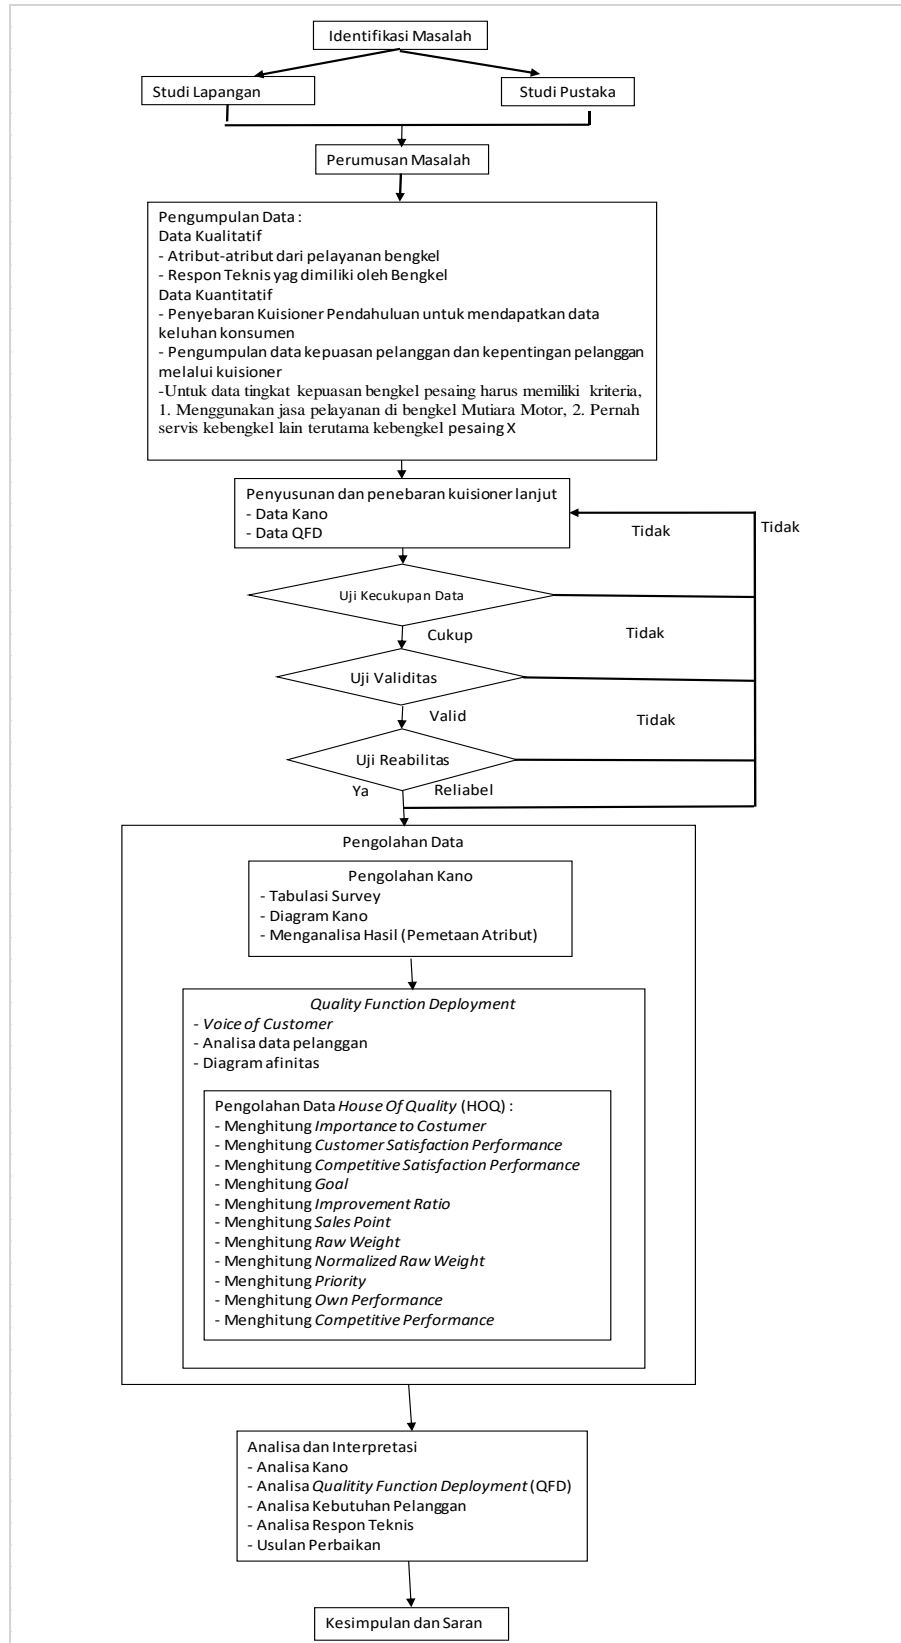 Identifikasi Masalah
Studi Lapangan
Studi Pustaka
Perumusan Masalah
Pengumpulan Data :
Data Kualitatif
- Atribut-atribut dari pelayanan bengkel
- Respon Teknis yag dimiliki oleh Bengkel
Data Kuantitatif
- Penyebaran Kuisioner Pendahuluan untuk mendapatkan data
keluhan konsumen
- Pengumpulan data kepuasan pelanggan dan kepentingan pelanggan
melalui kuisioner
-Untuk data tingkat kepuasan bengkel pesaing harus memiliki kriteria,
1. Menggunakan jasa pelayanan di bengkel Mutiara Motor, 2. Pernah
servis kebengkel lain terutama kebengkel pesaing X
Penyusunan dan penebaran kuisioner lanjut
- Data Kano
- Data QFD
Tidak
Tidak
Uji Kecukupan Data
Cukup
Tidak
Uji Validitas
Valid
Tidak
Uji Reabilitas
Ya
Reliabel
Pengolahan Data
Pengolahan Kano
- Tabulasi Survey
- Diagram Kano
- Menganalisa Hasil (Pemetaan Atribut)
Quality Function Deployment
- Voice of Customer
- Analisa data pelanggan
- Diagram afinitas
Pengolahan Data House Of Quality (HOQ) :
- Menghitung Importance to Costumer
- Menghitung Customer Satisfaction Performance
- Menghitung Competitive Satisfaction Performance
- Menghitung Goal
- Menghitung Improvement Ratio
- Menghitung Sales Point
- Menghitung Raw Weight
- Menghitung Normalized Raw Weight
- Menghitung Priority
- Menghitung Own Performance
- Menghitung Competitive Performance
Analisa dan Interpretasi
- Analisa Kano
- Analisa Qualitity Function Deployment (QFD)
- Analisa Kebutuhan Pelanggan
- Analisa Respon Teknis
- Usulan Perbaikan
Kesimpulan dan Saran